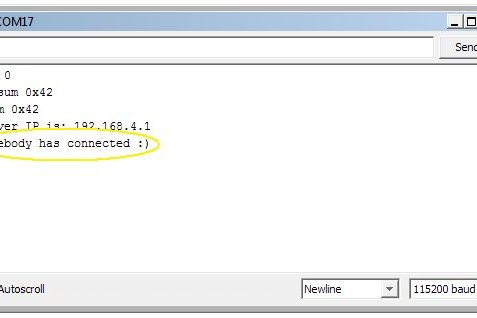 COM17
Send
0
sum 0x42
m 0x42
ver IP is: 192.168.4.1
ebody has connected :)
Autoscroll
Newline
115200 baud